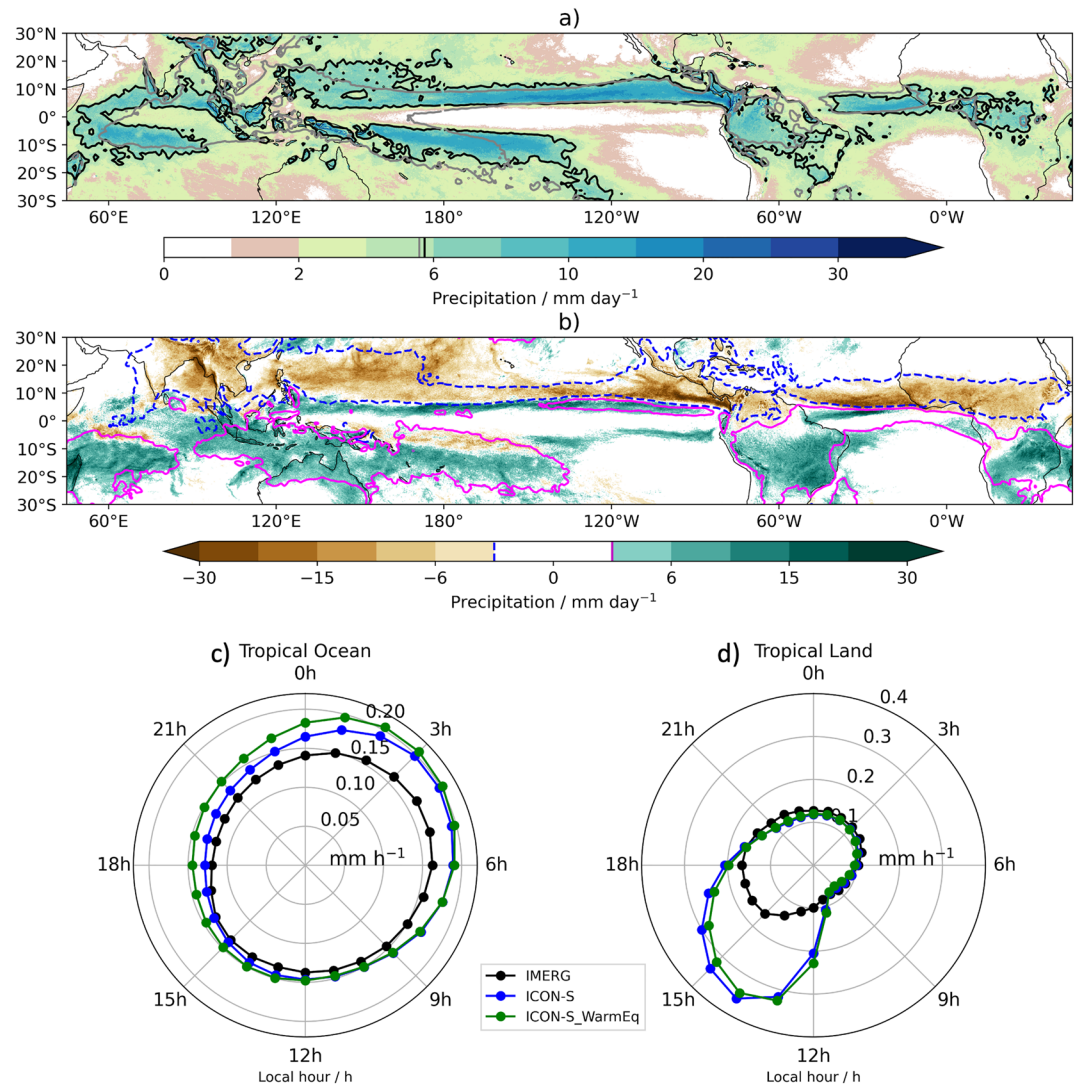 a)
30°N
20°N
10°N
0°
10°S
20°S
30°S
60°E 120°E 180° 120°W 60°W 0°W
0 2 6 10 20 30
Precipitation / mm day⁻¹
b)
30°N
20°N
10°N
0°
10°S
20°S
30°S
60°E 120°E 180° 120°W 60°W 0°W
−30 −15 −6 0 6 15 30
Precipitation / mm day⁻¹
c) Tropical Ocean
0h
21h 3h
0.20
0.15
0.10
0.05
mm h⁻¹
18h 6h
15h 9h
12h
Local hour / h
d) Tropical Land
0h
21h 3h
0.4
0.3
0.2
0.1
mm h⁻¹
18h 6h
15h 9h
12h
Local hour / h
IMERG
ICON-S
ICON-S_WarmEq